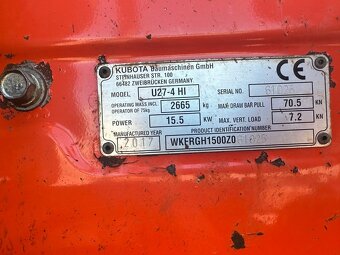 KUBOTA Baumaschinen GmbH
STEINHAUSER STR. 100
66482 ZWEIBRÜCKEN GERMANY
CE
MODEL U27-4 HI SERIAL NO.
OPERATING MASS INCL. OPERATOR OF 75kg 2665 kg MAX. DRAW BAR PULL 70.5 KN
POWER 15.5 kW MAX. VERT. LOAD 7.2 KN
MANUFACTURED YEAR PRODUCT IDENTIFICATION NUMBER
2017 WKFRGH1500Z0